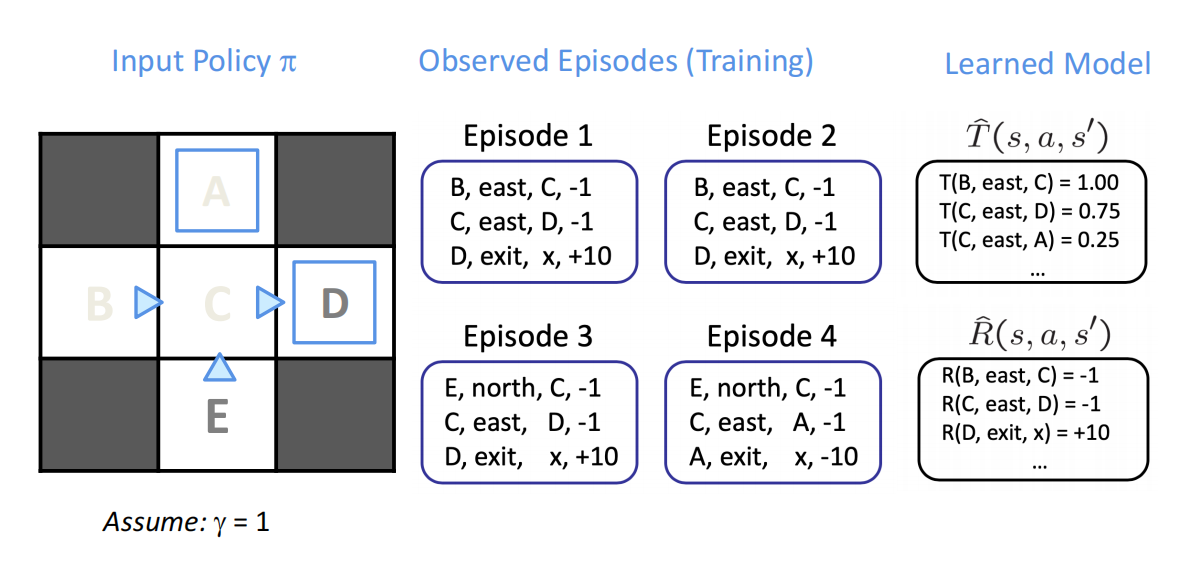 Input Policy π
Observed Episodes (Training)
Learned Model
A
B
C
D
E
Assume: γ = 1
Episode 1
B, east, C, -1
C, east, D, -1
D, exit, x, +10
Episode 2
B, east, C, -1
C, east, D, -1
D, exit, x, +10
Episode 3
E, north, C, -1
C, east, D, -1
D, exit, x, +10
Episode 4
E, north, C, -1
C, east, A, -1
A, exit, x, -10
T̂(s, a, s′)
T(B, east, C) = 1.00
T(C, east, D) = 0.75
T(C, east, A) = 0.25
...
R̂(s, a, s′)
R(B, east, C) = -1
R(C, east, D) = -1
R(D, exit, x) = +10
...